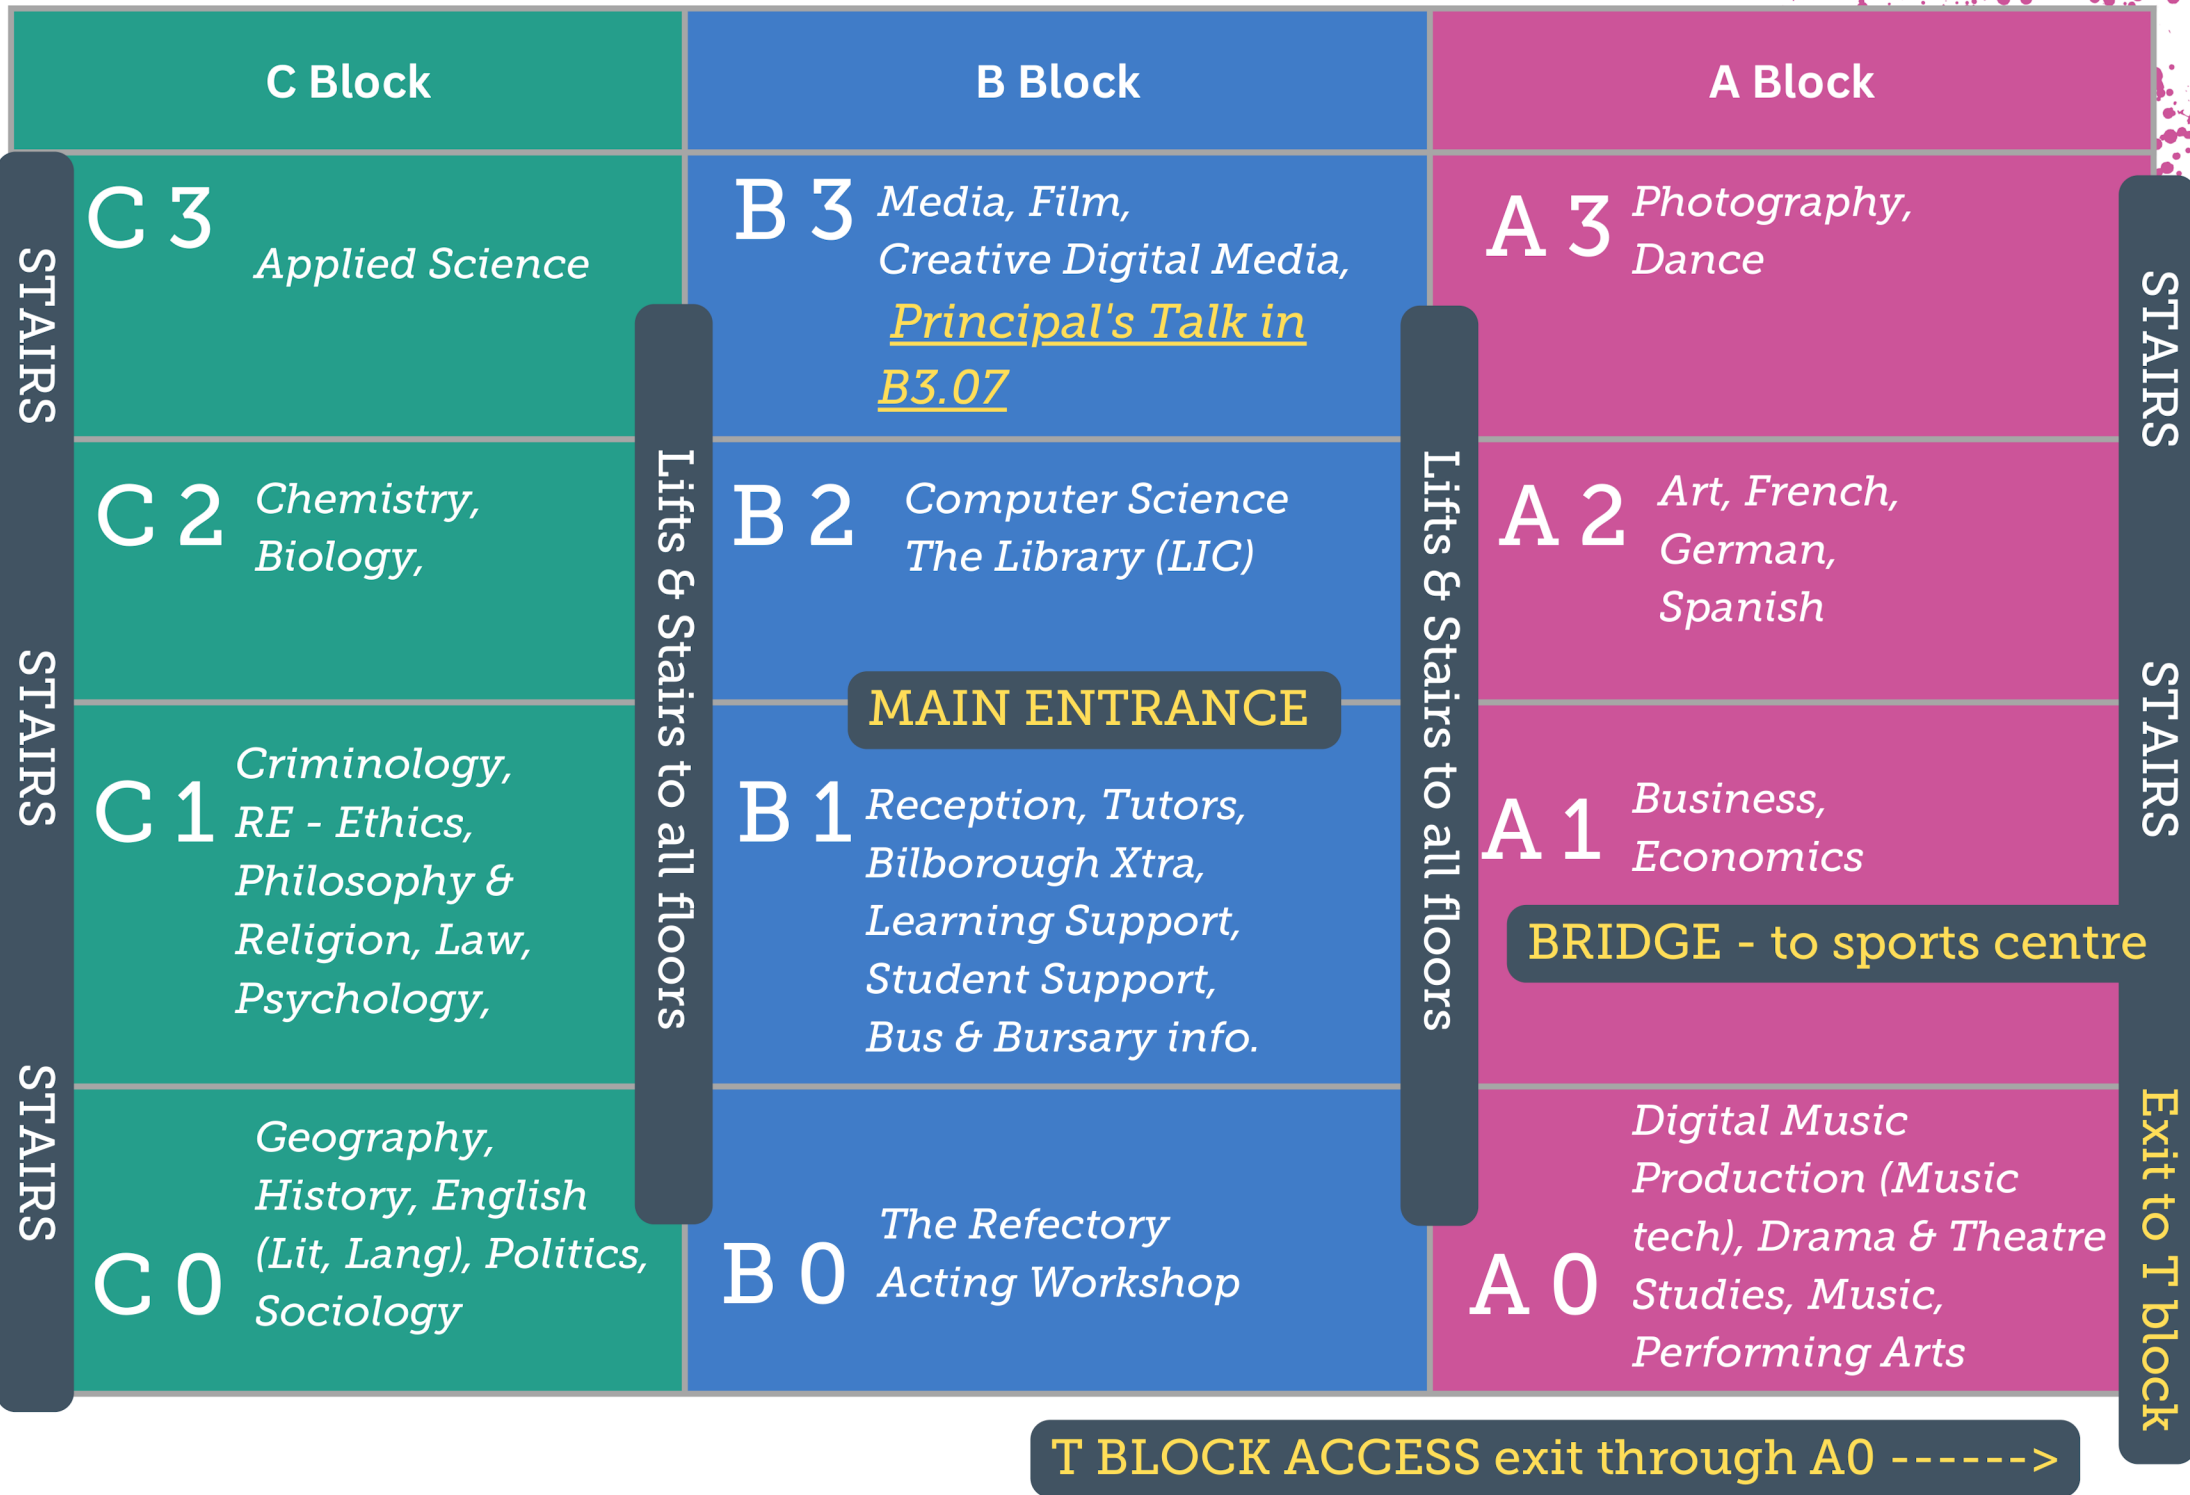 C Block
B Block
A Block
C 3
Applied Science
B 3
Media, Film,
Creative Digital Media,
Principal's Talk in
B3.07
A 3
Photography,
Dance
C 2
Chemistry,
Biology,
B 2
Computer Science
The Library (LIC)
A 2
Art, French,
German,
Spanish
MAIN ENTRANCE
C 1
Criminology,
RE - Ethics,
Philosophy &
Religion, Law,
Psychology,
B 1
Reception, Tutors,
Bilborough Xtra,
Learning Support,
Student Support,
Bus & Bursary info.
A 1
Business,
Economics
BRIDGE - to sports centre
C 0
Geography,
History, English
(Lit, Lang), Politics,
Sociology
B 0
The Refectory
Acting Workshop
A 0
Digital Music
Production (Music
tech), Drama & Theatre
Studies, Music,
Performing Arts
STAIRS
STAIRS
STAIRS
Lifts & Stairs to all floors
Lifts & Stairs to all floors
STAIRS
STAIRS
Exit to T block
T BLOCK ACCESS exit through A0 ------>